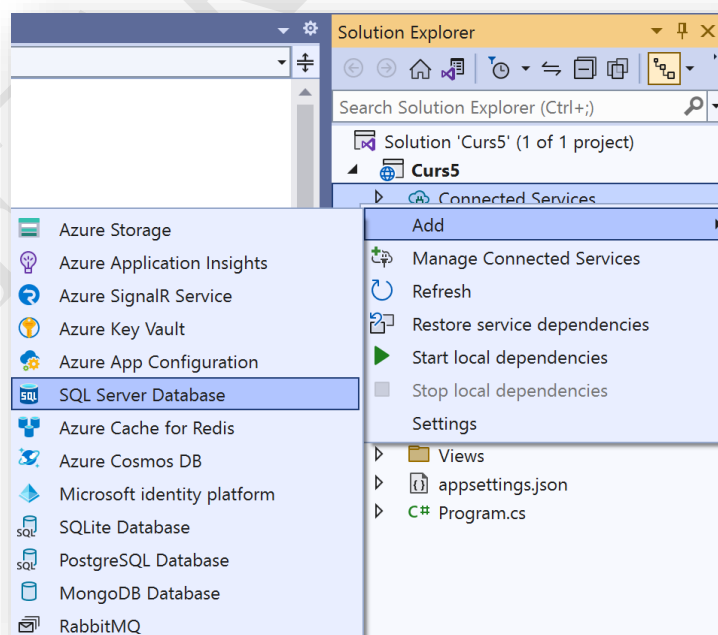 Solution Explorer
Search Solution Explorer (Ctrl+;)
Solution 'Curs5' (1 of 1 project)
Curs5
Connected Services
Add
Manage Connected Services
Refresh
Restore service dependencies
Start local dependencies
Stop local dependencies
Settings
Views
appsettings.json
C# Program.cs
Azure Storage
Azure Application Insights
Azure SignalR Service
Azure Key Vault
Azure App Configuration
SQL SQL Server Database
Azure Cache for Redis
Azure Cosmos DB
Microsoft identity platform
SQL SQLite Database
SQL PostgreSQL Database
MongoDB Database
RabbitMQ